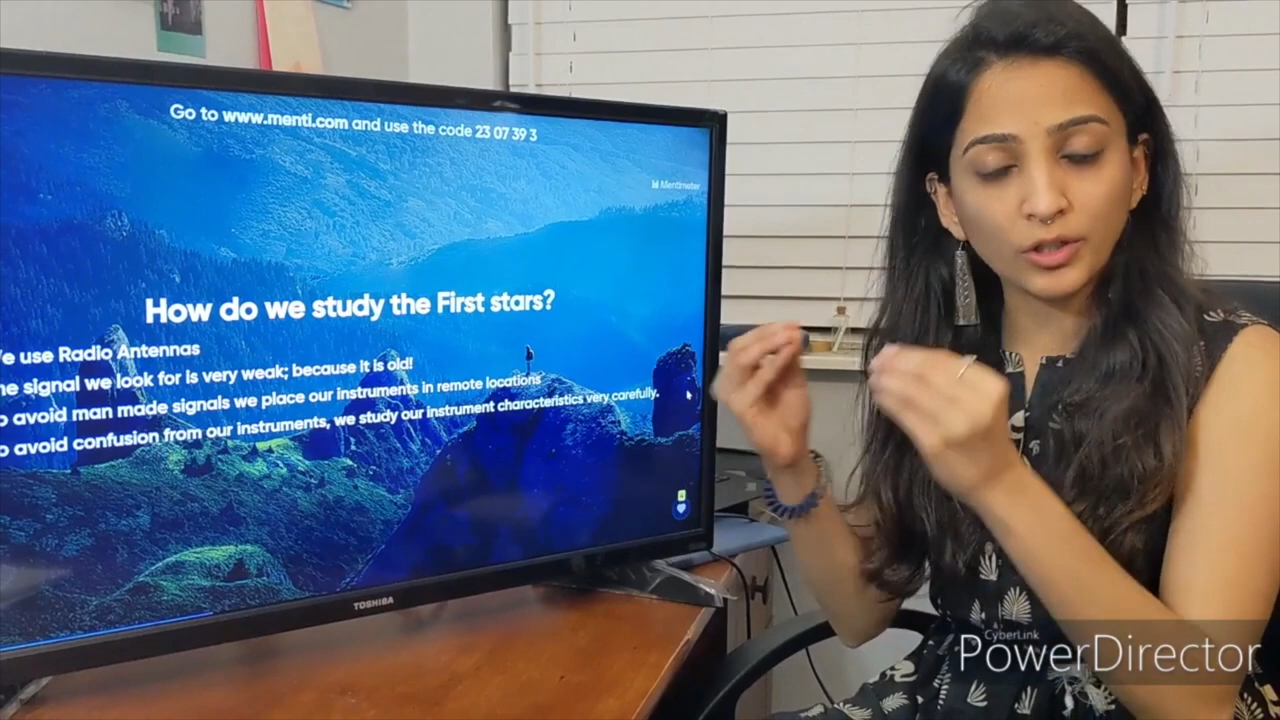 Go to www.menti.com and use the code 23 07 39 3
Mentimeter
How do we study the First stars?
use Radio Antennas
signal we look for is very weak; because it is old!
avoid man made signals we place our instruments in remote locations
avoid confusion from our instruments, we study our instrument characteristics very carefully.
TOSHIBA
CyberLink
PowerDirector